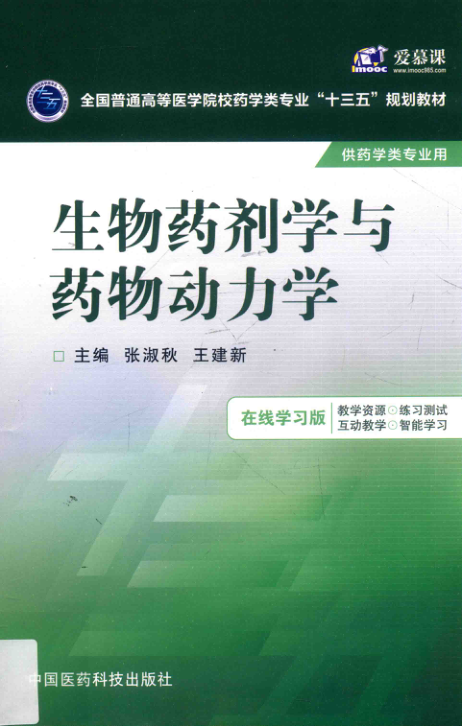 爱慕课
imooc
www.imooc965.com
全国普通高等医学院校药学类专业“十三五”规划教材
供药学类专业用
生物药剂学与
药物动力学
□ 主编 张淑秋 王建新
在线学习版
教学资源⊙练习测试
互动教学⊙智能学习
中国医药科技出版社